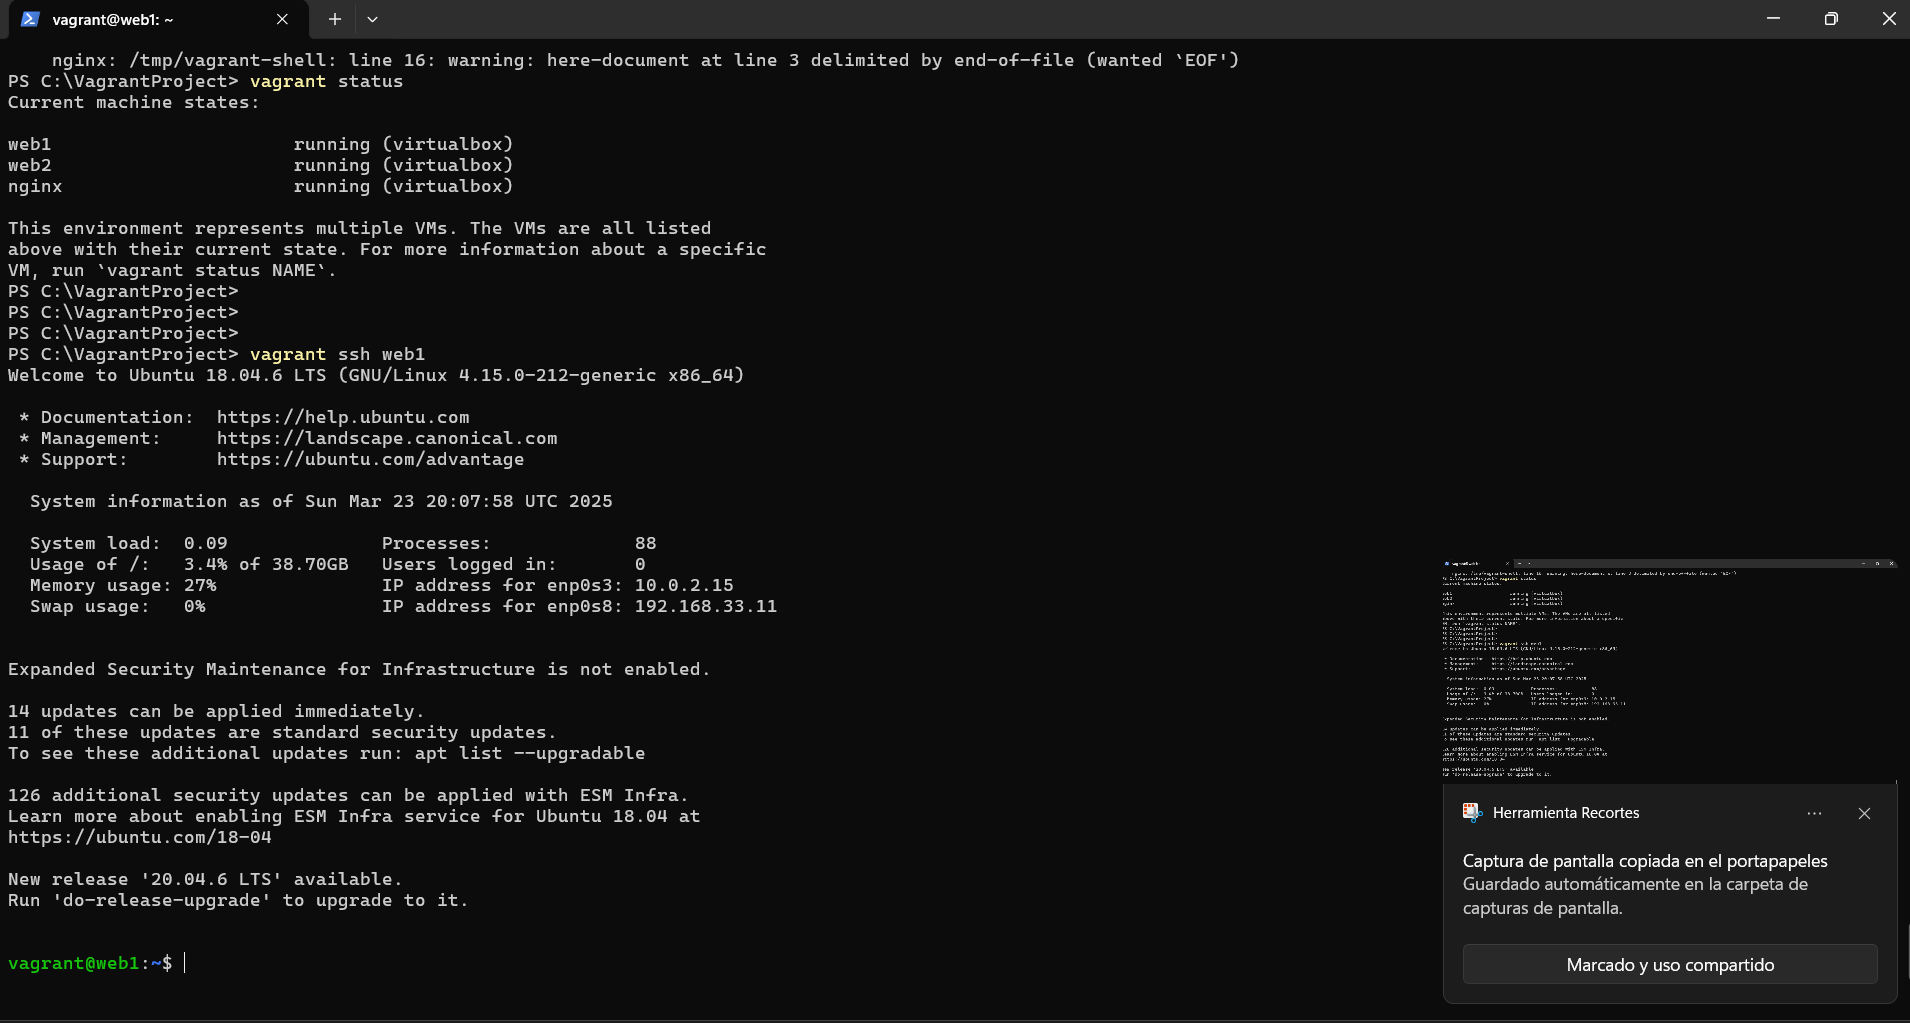 vagrant@web1: ~
nginx: /tmp/vagrant-shell: line 16: warning: here-document at line 3 delimited by end-of-file (wanted `EOF')
PS C:\VagrantProject> vagrant status
Current machine states:
web1 running (virtualbox)
web2 running (virtualbox)
nginx running (virtualbox)
This environment represents multiple VMs. The VMs are all listed
above with their current state. For more information about a specific
VM, run `vagrant status NAME`.
PS C:\VagrantProject>
PS C:\VagrantProject>
PS C:\VagrantProject>
PS C:\VagrantProject> vagrant ssh web1
Welcome to Ubuntu 18.04.6 LTS (GNU/Linux 4.15.0-212-generic x86_64)
* Documentation: https://help.ubuntu.com
* Management: https://landscape.canonical.com
* Support: https://ubuntu.com/advantage
System information as of Sun Mar 23 20:07:58 UTC 2025
System load: 0.09 Processes: 88
Usage of /: 3.4% of 38.70GB Users logged in: 0
Memory usage: 27% IP address for enp0s3: 10.0.2.15
Swap usage: 0% IP address for enp0s8: 192.168.33.11
Expanded Security Maintenance for Infrastructure is not enabled.
14 updates can be applied immediately.
11 of these updates are standard security updates.
To see these additional updates run: apt list --upgradable
126 additional security updates can be applied with ESM Infra.
Learn more about enabling ESM Infra service for Ubuntu 18.04 at
https://ubuntu.com/18-04
New release '20.04.6 LTS' available.
Run 'do-release-upgrade' to upgrade to it.
vagrant@web1:~$
Herramienta Recortes
Captura de pantalla copiada en el portapapeles
Guardado automáticamente en la carpeta de
capturas de pantalla.
Marcado y uso compartido